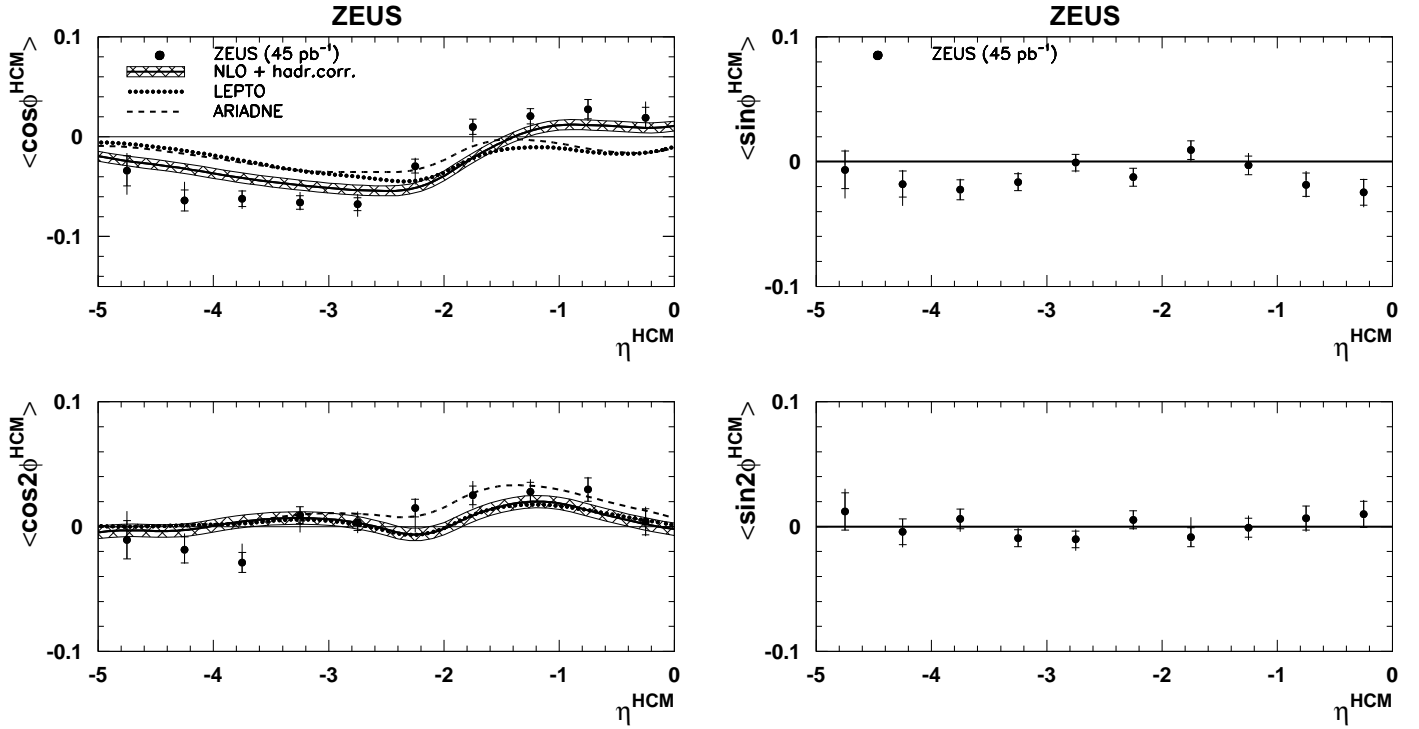 ZEUS
<cosϕ^HCM>
0.1
0
-0.1
ZEUS (45 pb⁻¹)
NLO + hadr.corr.
LEPTO
ARIADNE
-5 -4 -3 -2 -1 0
η^HCM
ZEUS
<sinϕ^HCM>
0.1
0
-0.1
ZEUS (45 pb⁻¹)
-5 -4 -3 -2 -1 0
η^HCM
<cos2ϕ^HCM>
0.1
0
-0.1
-5 -4 -3 -2 -1 0
η^HCM
<sin2ϕ^HCM>
0.1
0
-0.1
-5 -4 -3 -2 -1 0
η^HCM